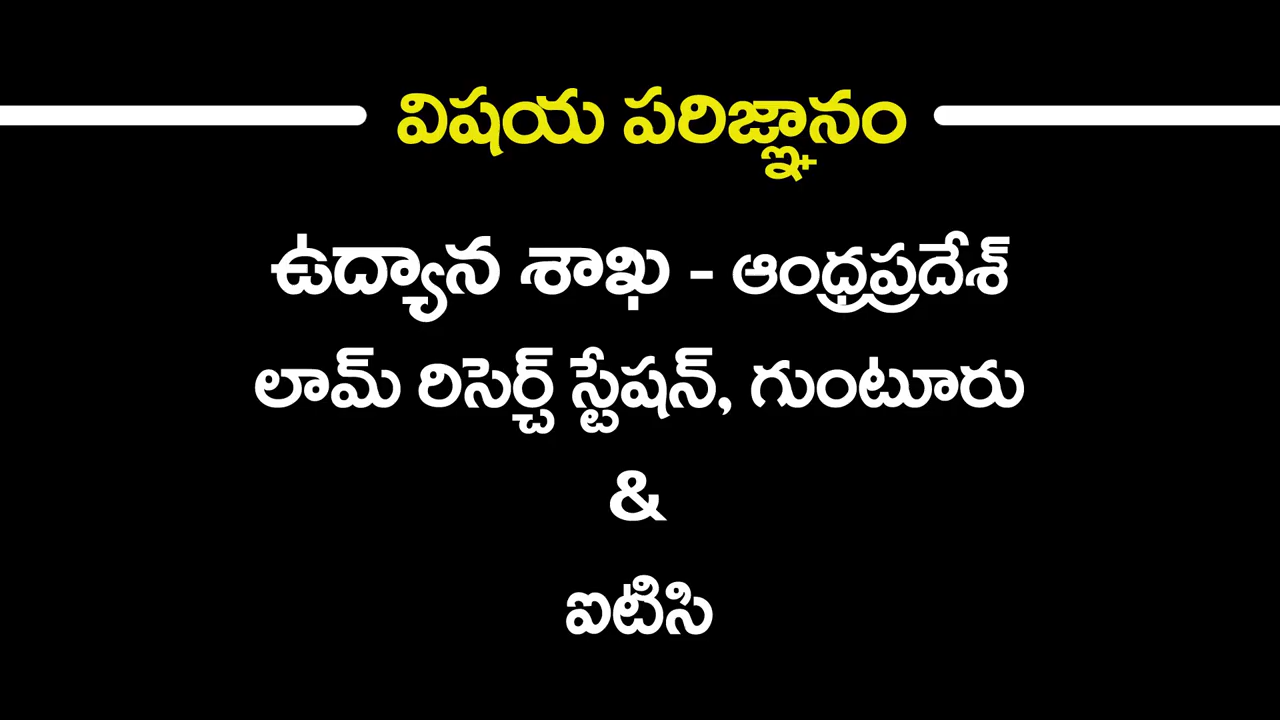 విషయ పరిజ్ఞానం
ఉద్యాన శాఖ - ఆంధ్రప్రదేశ్
లామ్ రిసెర్చ్ స్టేషన్, గుంటూరు
&
ఐటిసి